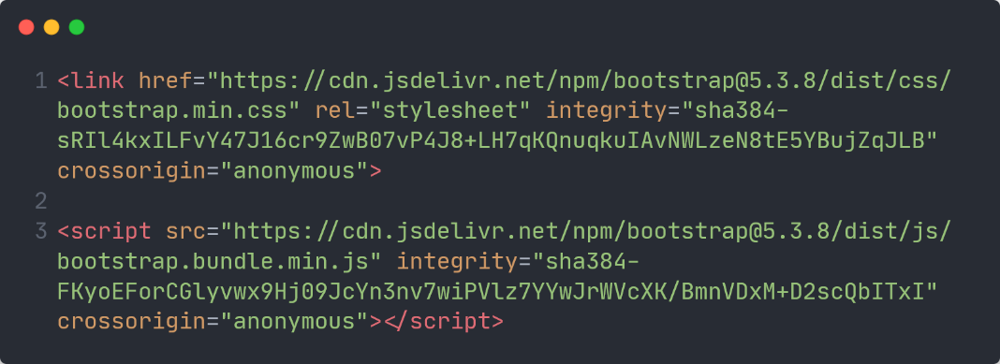 1 <link href="https://cdn.jsdelivr.net/npm/bootstrap@5.3.8/dist/css/
bootstrap.min.css" rel="stylesheet" integrity="sha384-
sRIl4kxILFvY47J16cr9ZwB07vP4J8+LH7qKQnuqkuIAvNWLzeN8tE5YBujZqJLB"
crossorigin="anonymous">
2
3 <script src="https://cdn.jsdelivr.net/npm/bootstrap@5.3.8/dist/js/
bootstrap.bundle.min.js" integrity="sha384-
FKyoEForCGlyvwx9Hj09JcYn3nv7wiPVlz7YYwJrWVcXK/BmnVDxM+D2scQbITxI"
crossorigin="anonymous"></script>